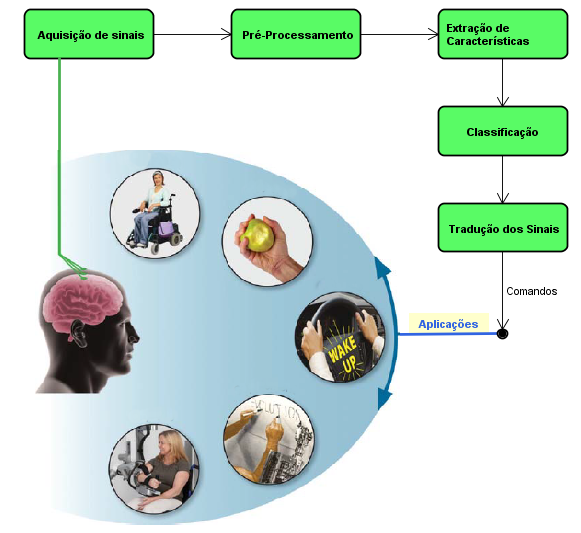 Aquisição de sinais
Pré-Processamento
Extração de
Características
Classificação
Tradução dos Sinais
Comandos
Aplicações
WAKE
UP